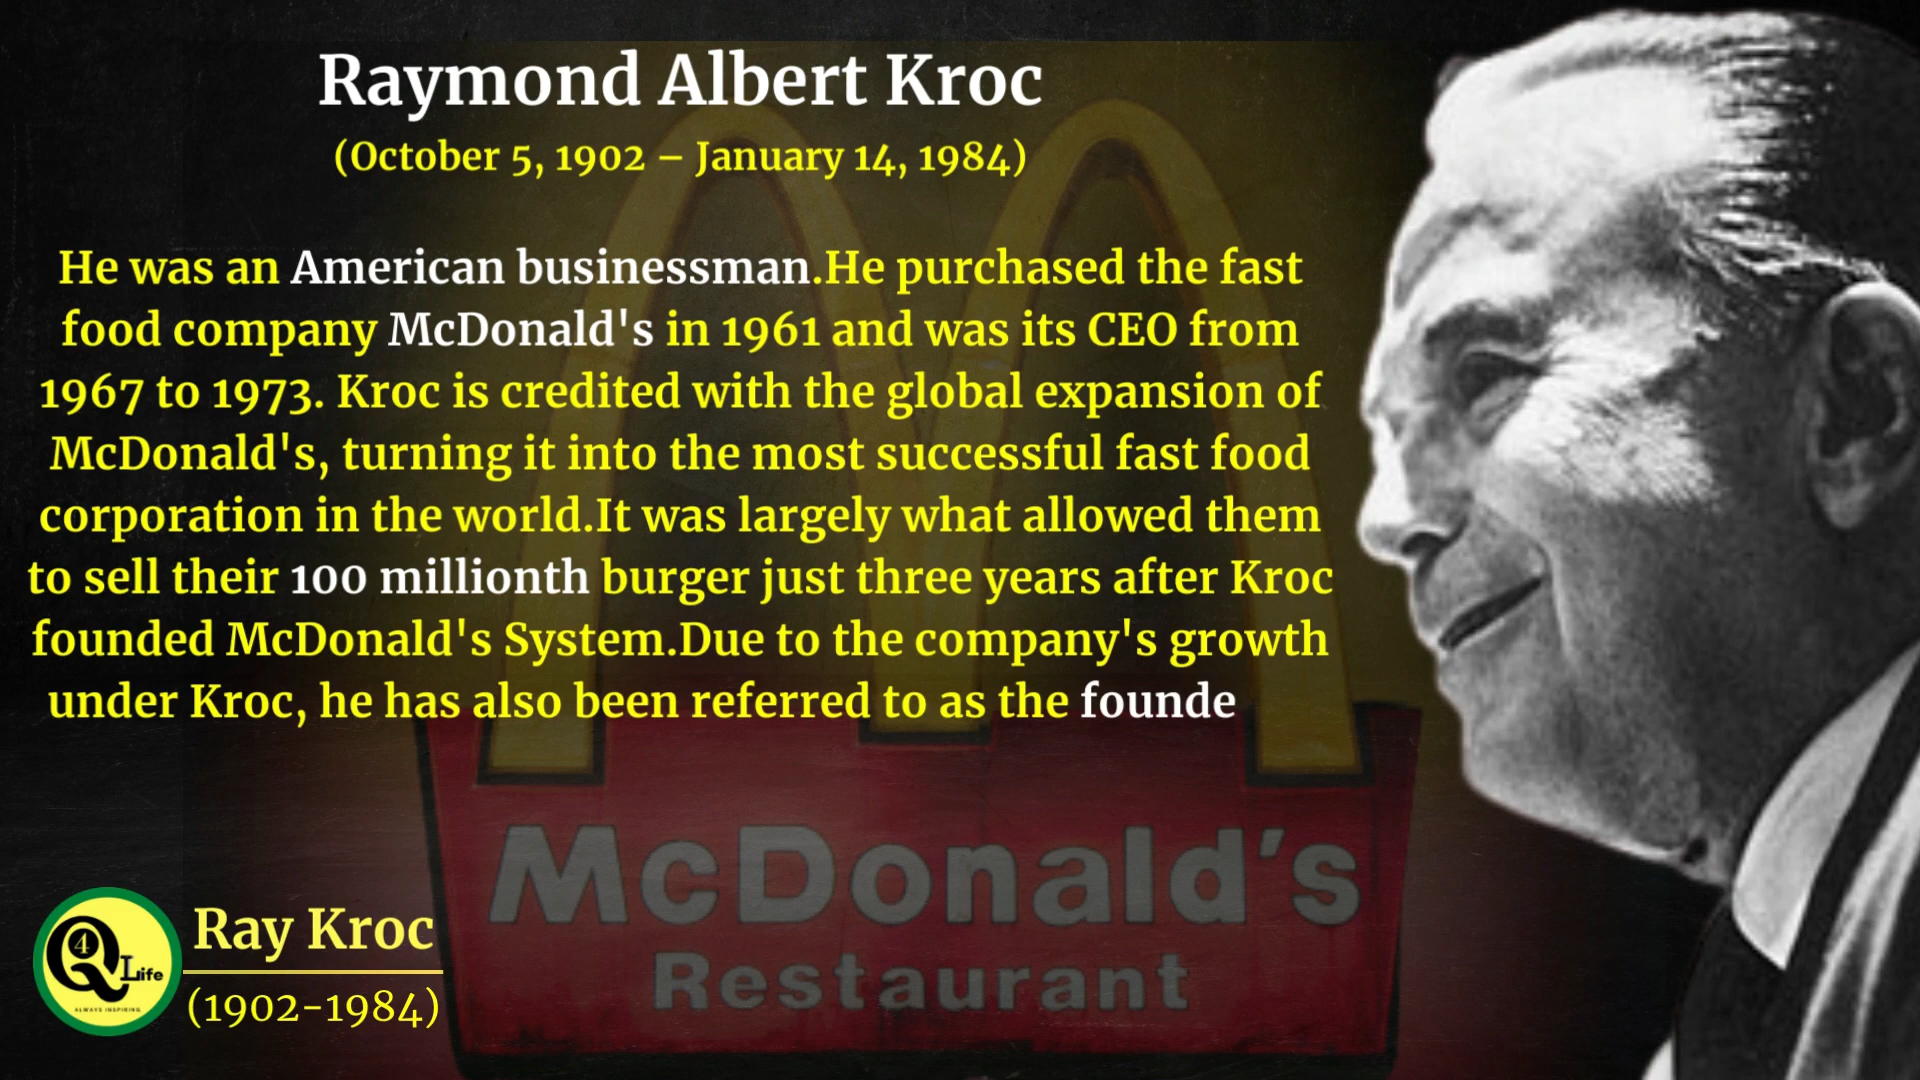 Raymond Albert Kroc
(October 5, 1902 – January 14, 1984)
He was an American businessman.He purchased the fast
food company McDonald's in 1961 and was its CEO from
1967 to 1973. Kroc is credited with the global expansion of
McDonald's, turning it into the most successful fast food
corporation in the world.It was largely what allowed them
to sell their 100 millionth burger just three years after Kroc
founded McDonald's System.Due to the company's growth
under Kroc, he has also been referred to as the founde
McDonald's
Restaurant
4
Q Life
ALWAYS INSPIRING
Ray Kroc
(1902-1984)